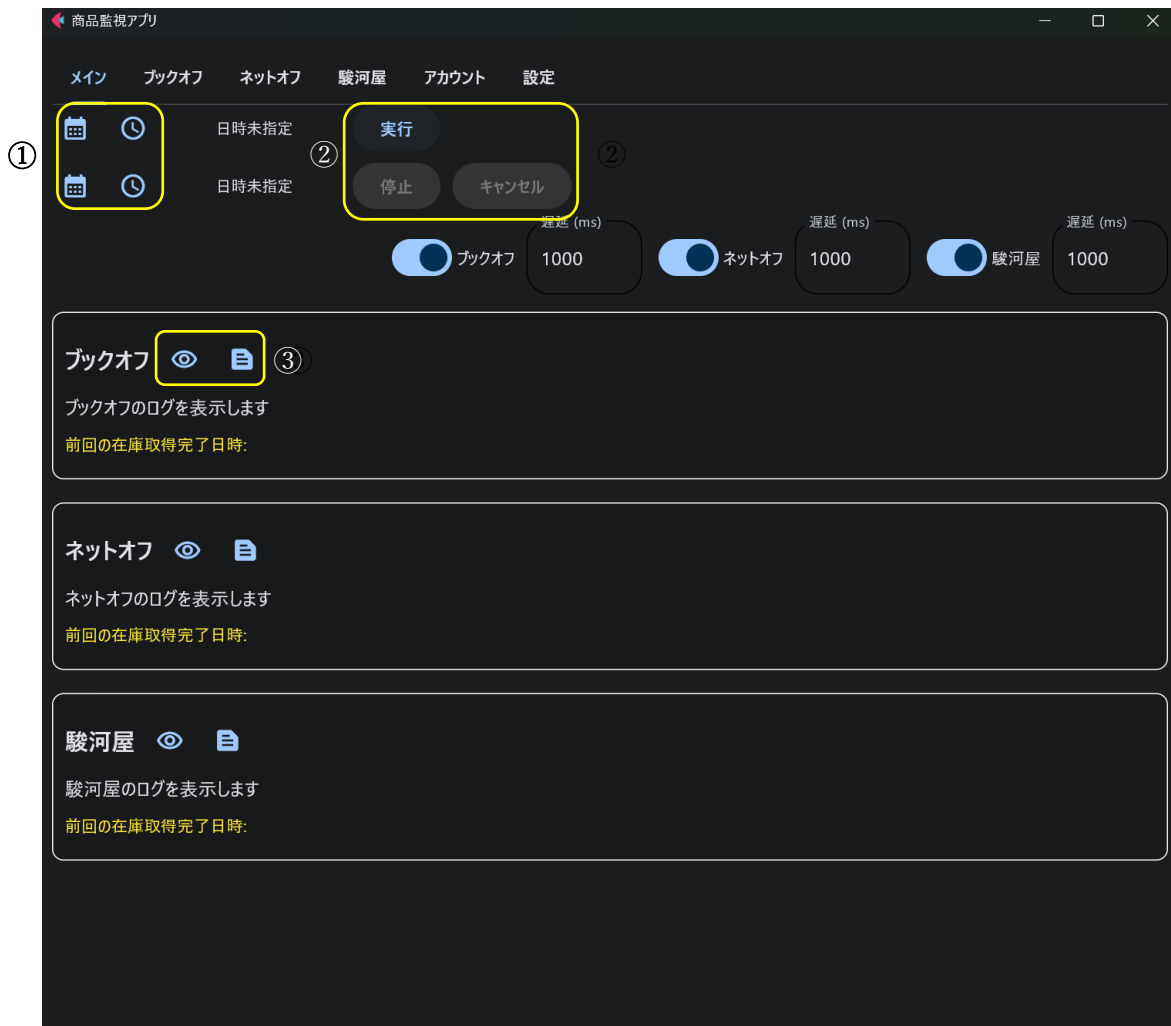 商品監視アプリ
メイン ブックオフ ネットオフ 駿河屋 アカウント 設定
①
日時未指定
②
実行
②
日時未指定
停止 キャンセル
ブックオフ
遅延 (ms)
1000
ネットオフ
遅延 (ms)
1000
駿河屋
遅延 (ms)
1000
ブックオフ
③
ブックオフのログを表示します
前回の在庫取得完了日時:
ネットオフ
ネットオフのログを表示します
前回の在庫取得完了日時:
駿河屋
駿河屋のログを表示します
前回の在庫取得完了日時: